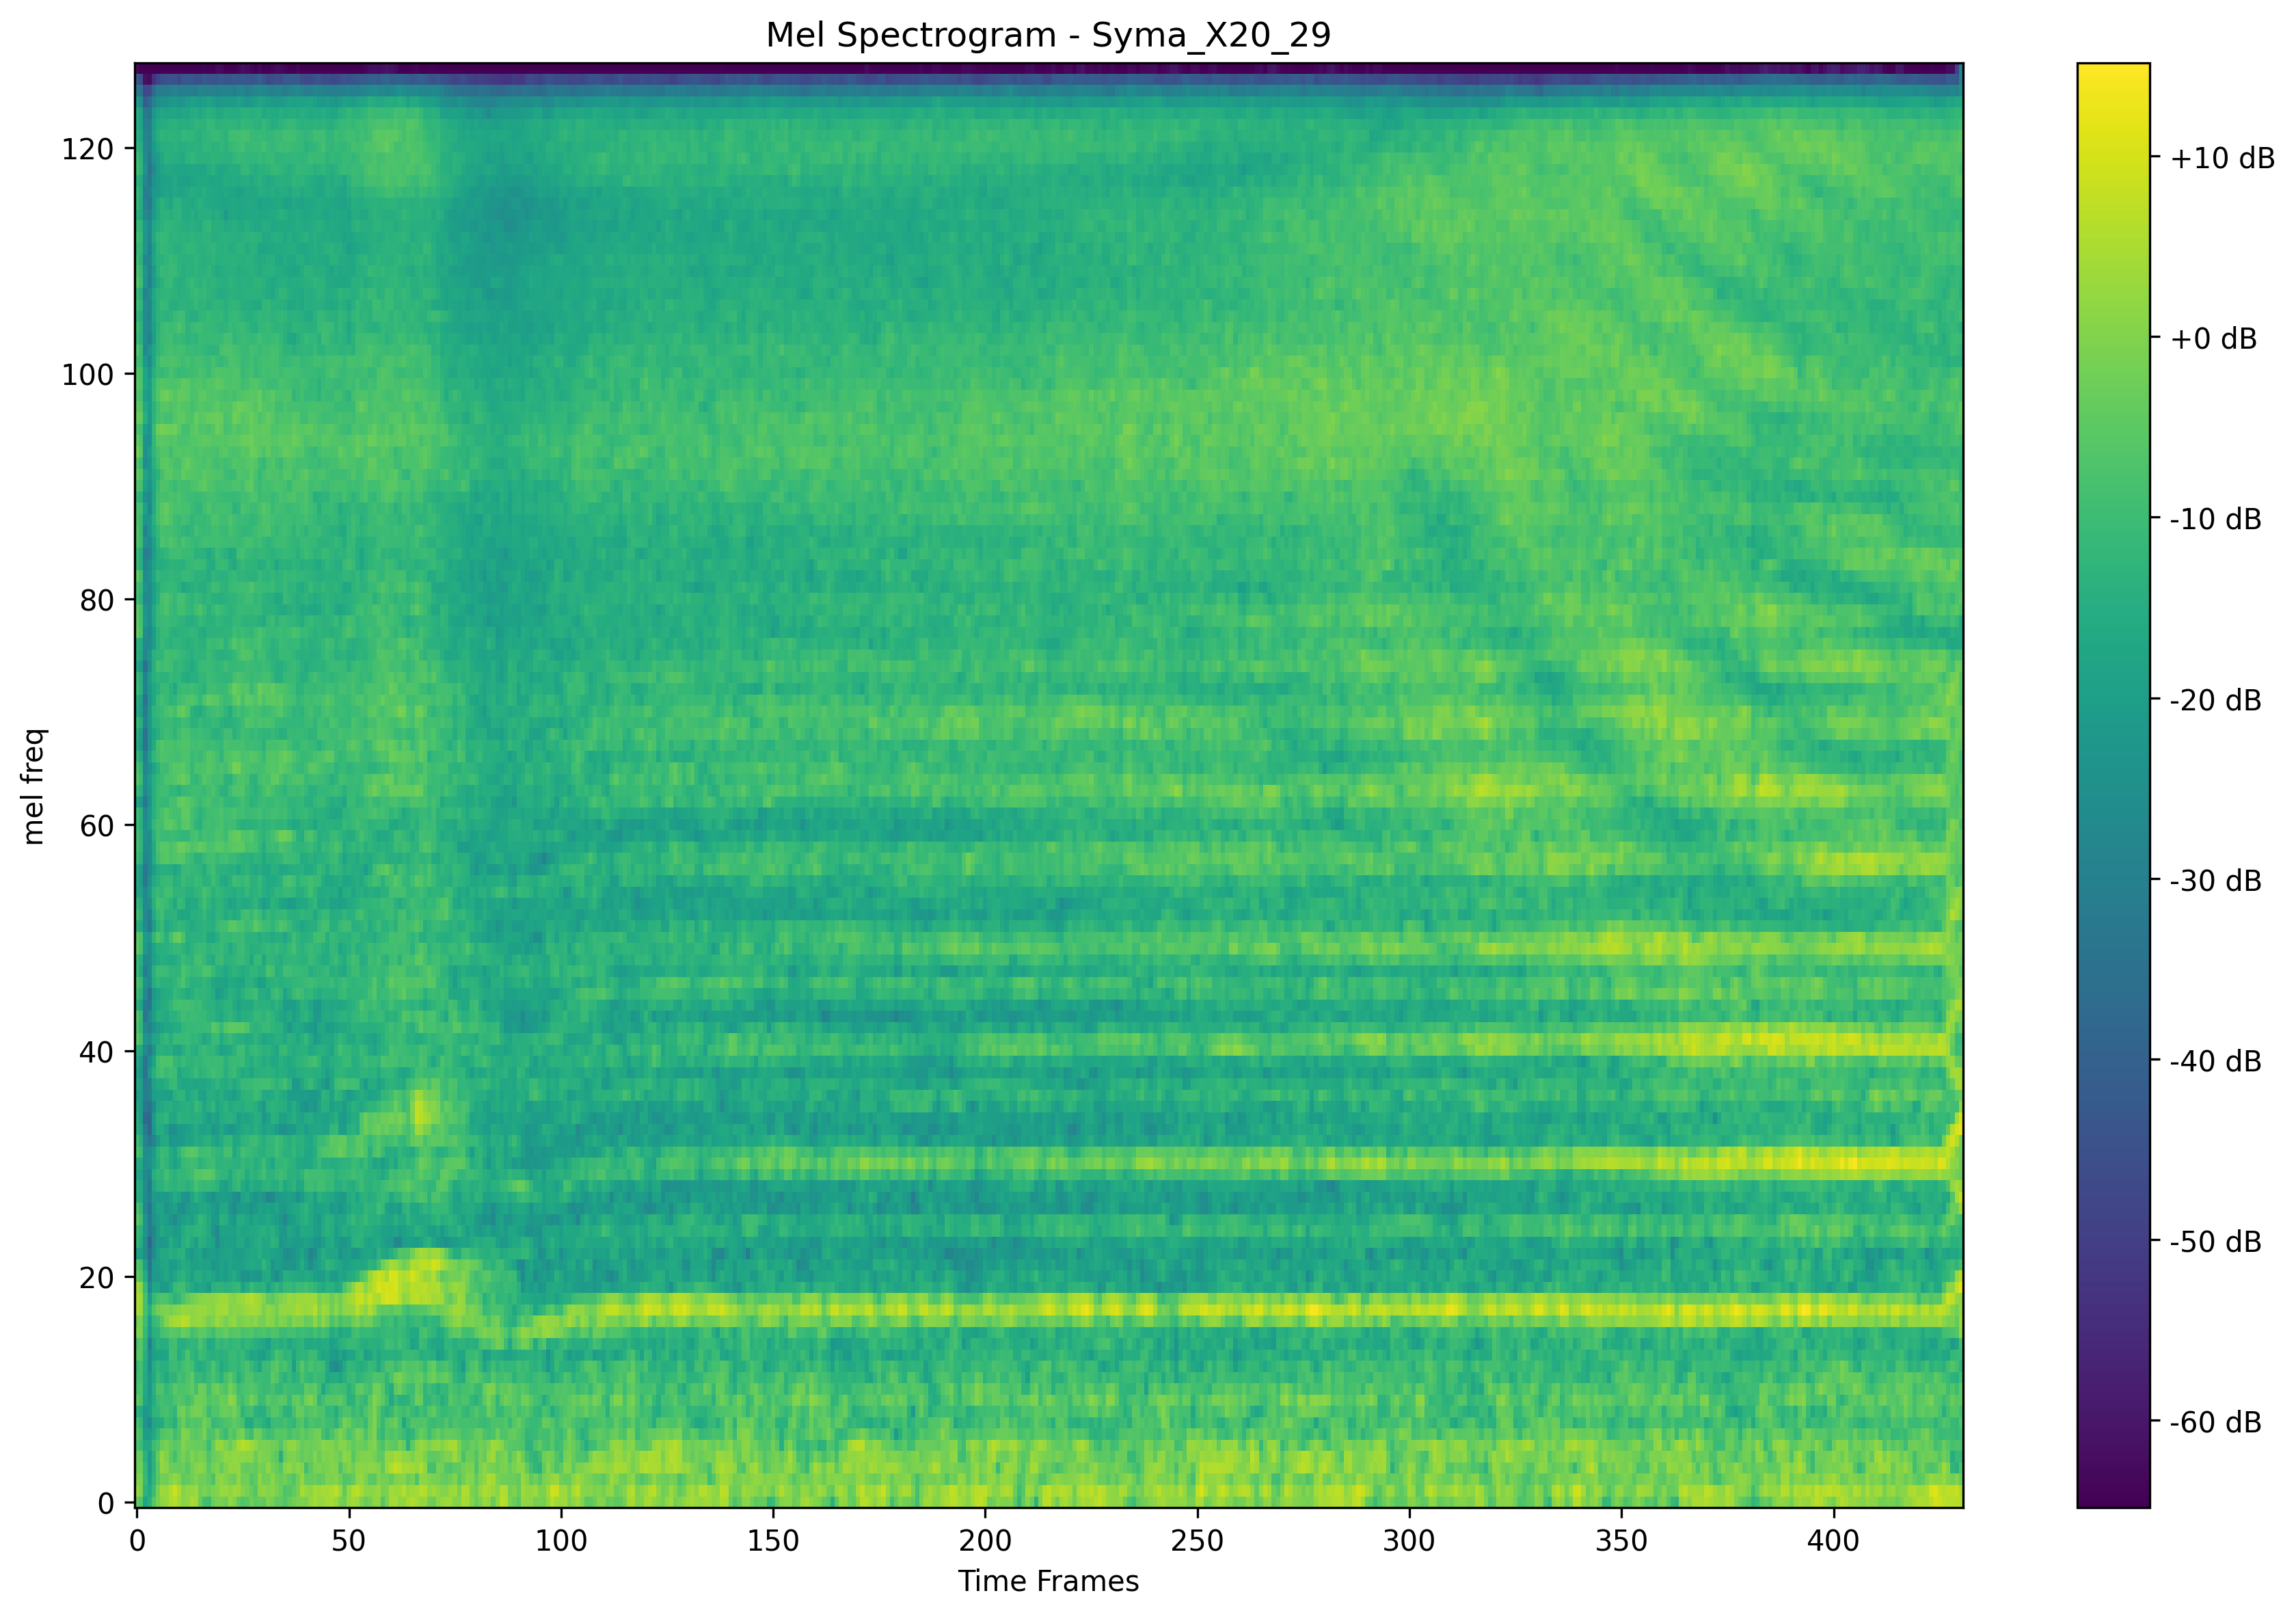 Mel Spectrogram - Syma_X20_29
mel freq
120
100
80
60
40
20
0
0 50 100 150 200 250 300 350 400
Time Frames
+10 dB
+0 dB
-10 dB
-20 dB
-30 dB
-40 dB
-50 dB
-60 dB